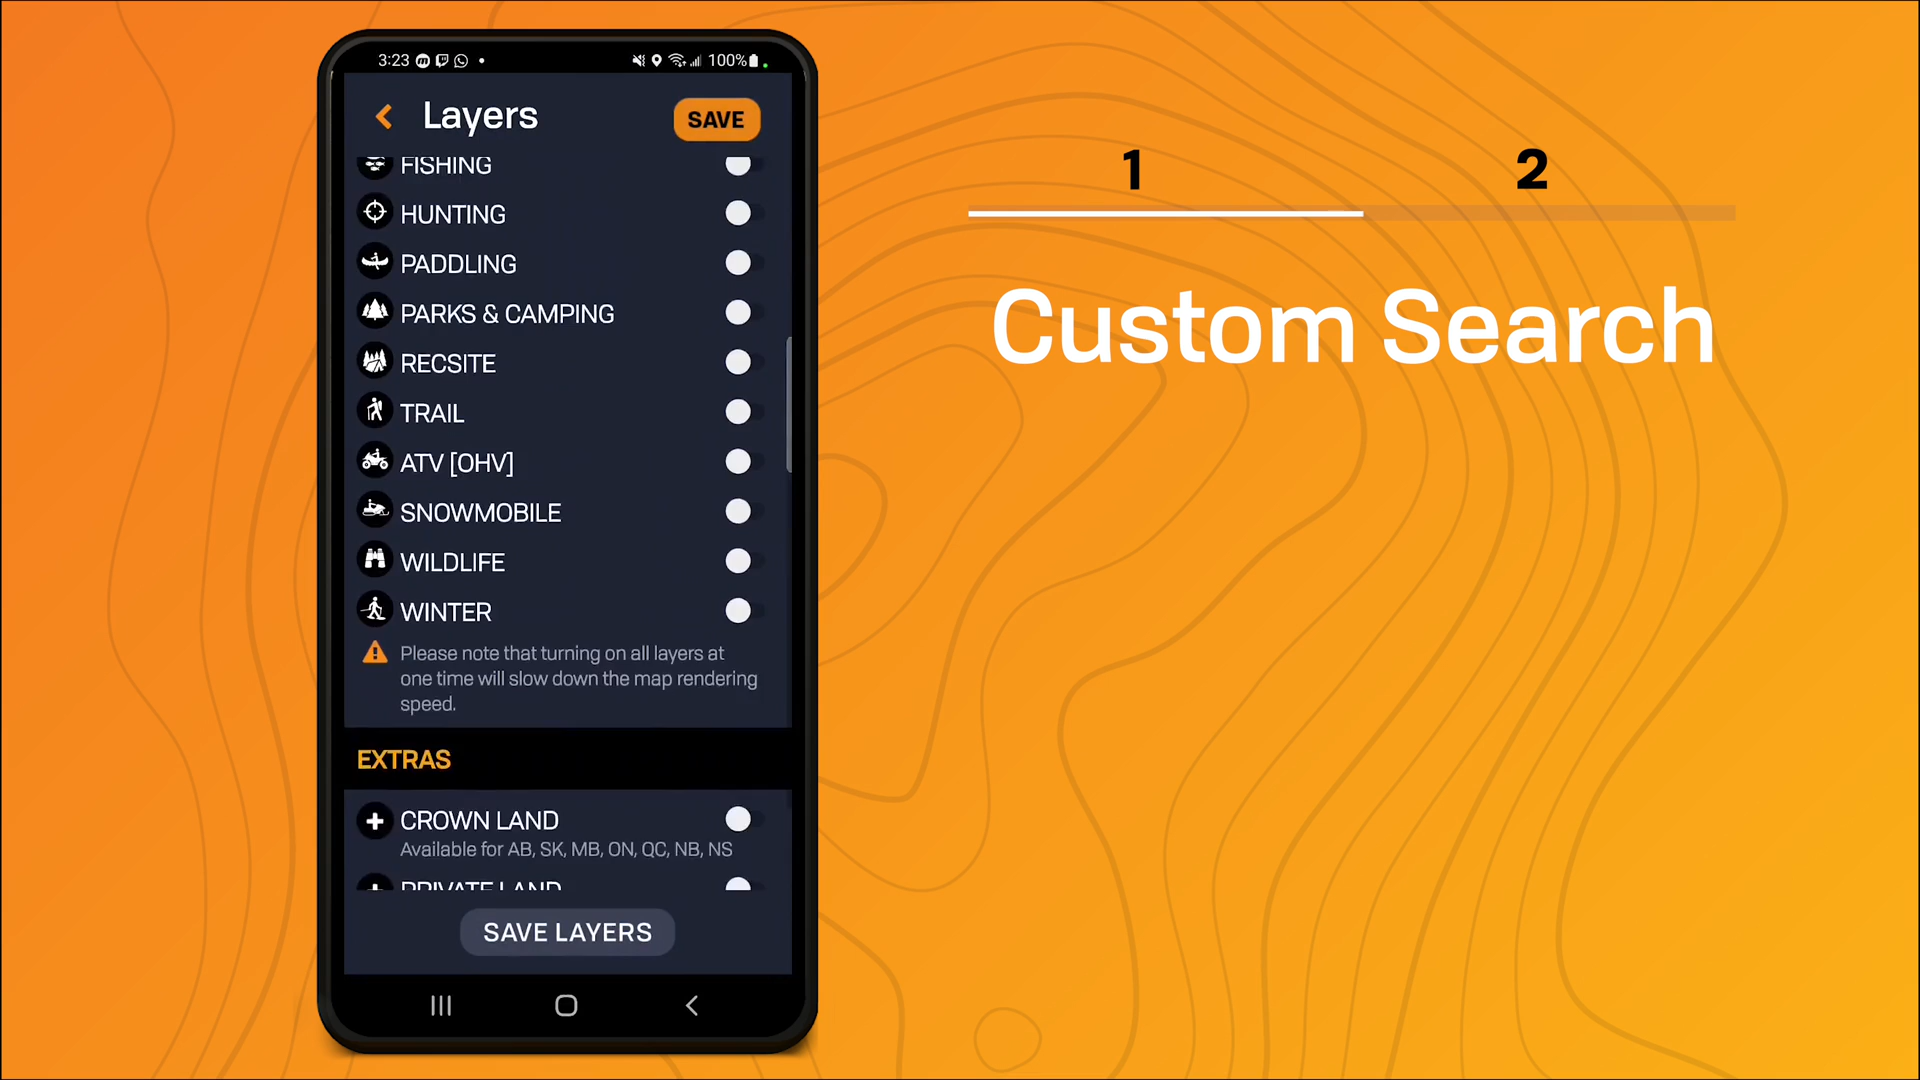 3:23
100%
Layers
SAVE
FISHING
HUNTING
PADDLING
PARKS & CAMPING
RECSITE
TRAIL
ATV [OHV]
SNOWMOBILE
WILDLIFE
WINTER
Please note that turning on all layers at
one time will slow down the map rendering
speed.
EXTRAS
CROWN LAND
Available for AB, SK, MB, ON, QC, NB, NS
PRIVATE LAND
SAVE LAYERS
1 2
Custom Search